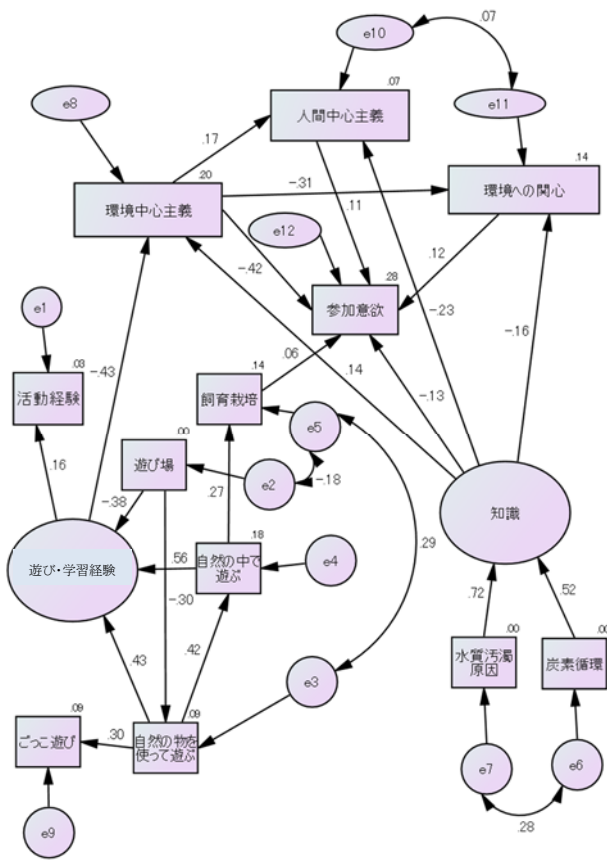 .07
e10
.07
e8
e11
人間中心主義
.14
.17
.20
-.31
環境への関心
環境中心主義
.11
e12
.12
-.42
.28
e1
参加意欲
-.23
.03
-.43
.14
.06
.14
-.16
活動経験
飼育栽培
-.13
.00
e5
.16
遊び場
e2
-.18
-.38
.27
知識
.18
.29
遊び・学習経験
.56
自然の中で
遊ぶ
e4
-.30
.72
.52
.43
.42
.00
.00
水質汚濁
原因
炭素循環
e3
.09
.09
ごっこ遊び
.30
自然の物を
使って遊ぶ
e7
e6
.28
e9